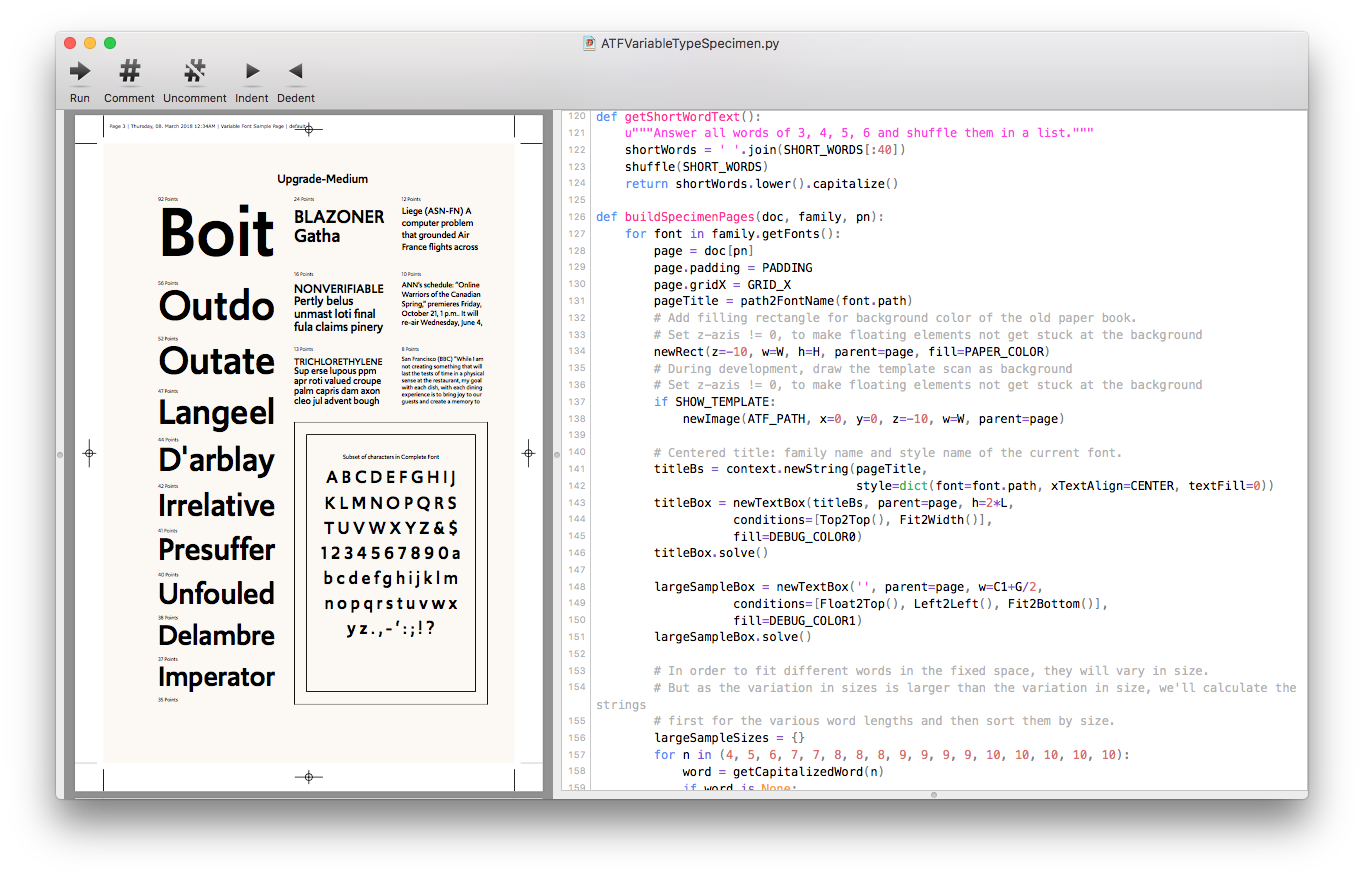 ATFVariableTypeSpecimen.py
Run Comment Uncomment Indent Dedent
Page 3 | Thursday, 08. March 2018 12:34AM | Variable Font Sample Page | default
Upgrade-Medium
92 Points
Boit
56 Points
Outdo
52 Points
Outate
47 Points
Langeel
44 Points
D'arblay
42 Points
Irrelative
41 Points
Presuffer
40 Points
Unfouled
38 Points
Delambre
37 Points
Imperator
35 Points
24 Points
BLAZONER
Gatha
16 Points
NONVERIFIABLE
Pertly belus
unmast loti final
fula claims pinery
13 Points
TRICHLORETHYLENE
Sup erse lupous ppm
apr roti valued croupe
palm capris dam axon
cleo jul advent bough
12 Points
Liege (ASN-FN) A
computer problem
that grounded Air
France flights across
10 Points
ANN's schedule: “Online
Warriors of the Canadian
Spring,” premieres Friday,
October 21, 1 p.m.. It will
re-air Wednesday, June 4,
8 Points
San Francisco (BBC) “While I am
not creating something that will
last the tests of time in a physical
sense at the restaurant, my goal
with each dish, with each dining
experience is to bring joy to our
guests and create a memory to
Subset of characters in Complete Font
A B C D E F G H I J
K L M N O P Q R S
T U V W X Y Z & $
1 2 3 4 5 6 7 8 9 0 a
b c d e f g h i j k l m
n o p q r s t u v w x
y z . , - ‘ : ; ! ?
120 def getShortWordText():
121 u"""Answer all words of 3, 4, 5, 6 and shuffle them in a list."""
122 shortWords = ' '.join(SHORT_WORDS[:40])
123 shuffle(SHORT_WORDS)
124 return shortWords.lower().capitalize()
125
126 def buildSpecimenPages(doc, family, pn):
127 for font in family.getFonts():
128 page = doc[pn]
129 page.padding = PADDING
130 page.gridX = GRID_X
131 pageTitle = path2FontName(font.path)
132 # Add filling rectangle for background color of the old paper book.
133 # Set z-azis != 0, to make floating elements not get stuck at the background
134 newRect(z=-10, w=W, h=H, parent=page, fill=PAPER_COLOR)
135 # During development, draw the template scan as background
136 # Set z-azis != 0, to make floating elements not get stuck at the background
137 if SHOW_TEMPLATE:
138 newImage(ATF_PATH, x=0, y=0, z=-10, w=W, parent=page)
139
140 # Centered title: family name and style name of the current font.
141 titleBs = context.newString(pageTitle,
142 style=dict(font=font.path, xTextAlign=CENTER, textFill=0))
143 titleBox = newTextBox(titleBs, parent=page, h=2*L,
144 conditions=[Top2Top(), Fit2Width()],
145 fill=DEBUG_COLOR0)
146 titleBox.solve()
147
148 largeSampleBox = newTextBox('', parent=page, w=C1+G/2,
149 conditions=[Float2Top(), Left2Left(), Fit2Bottom()],
150 fill=DEBUG_COLOR1)
151 largeSampleBox.solve()
152
153 # In order to fit different words in the fixed space, they will vary in size.
154 # But as the variation in sizes is larger than the variation in size, we'll calculate the
strings
155 # first for the various word lengths and then sort them by size.
156 largeSampleSizes = {}
157 for n in (4, 5, 6, 7, 7, 8, 8, 8, 9, 9, 9, 9, 10, 10, 10, 10, 10):
158 word = getCapitalizedWord(n)
159 if word is None: